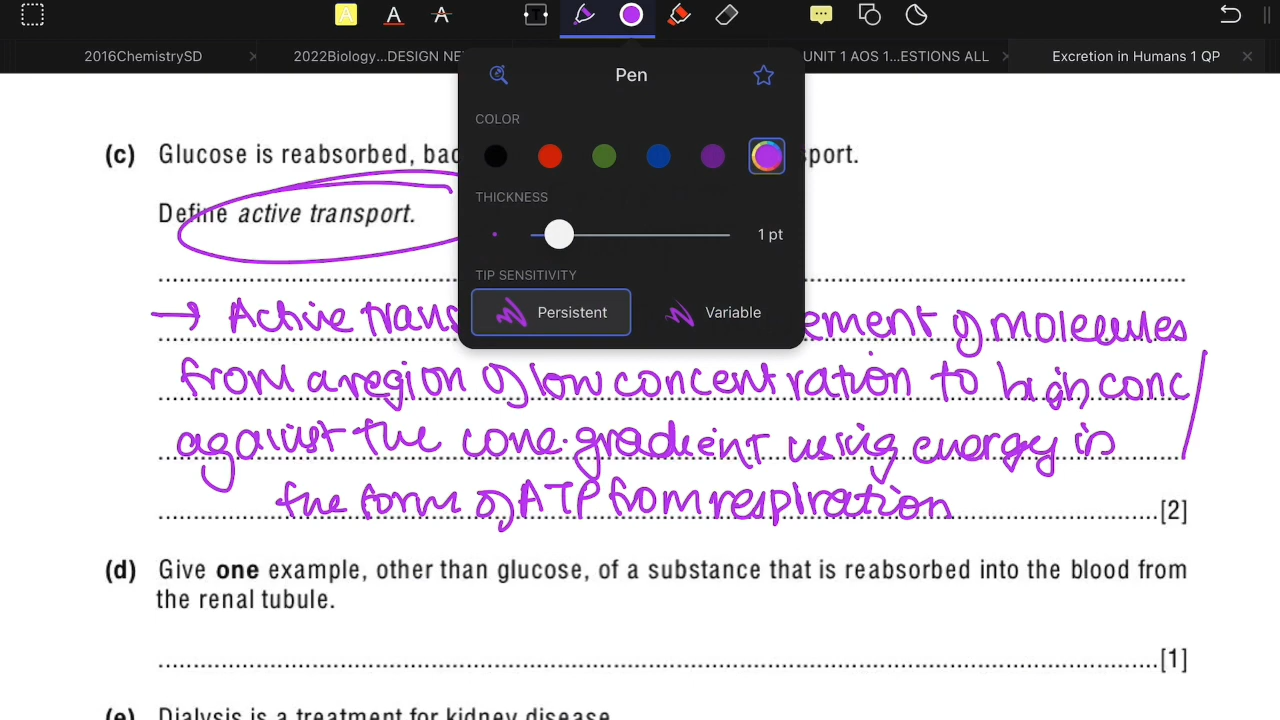 2016ChemistrySD
2022Biology...DESIGN NE
UNIT 1 AOS 1...ESTIONS ALL
Excretion in Humans 1 QP
Pen
COLOR
THICKNESS
1 pt
TIP SENSITIVITY
Persistent
Variable
(c) Glucose is reabsorbed, bac sport.
Define active transport.
→ Active trans ement of molecules
from a region of low concentration to high conc
against the conc. gradient using energy in
the form of ATP from respiration
[2]
(d) Give one example, other than glucose, of a substance that is reabsorbed into the blood from
the renal tubule.
[1]
(e) Dialysis is a treatment for kidney disease.